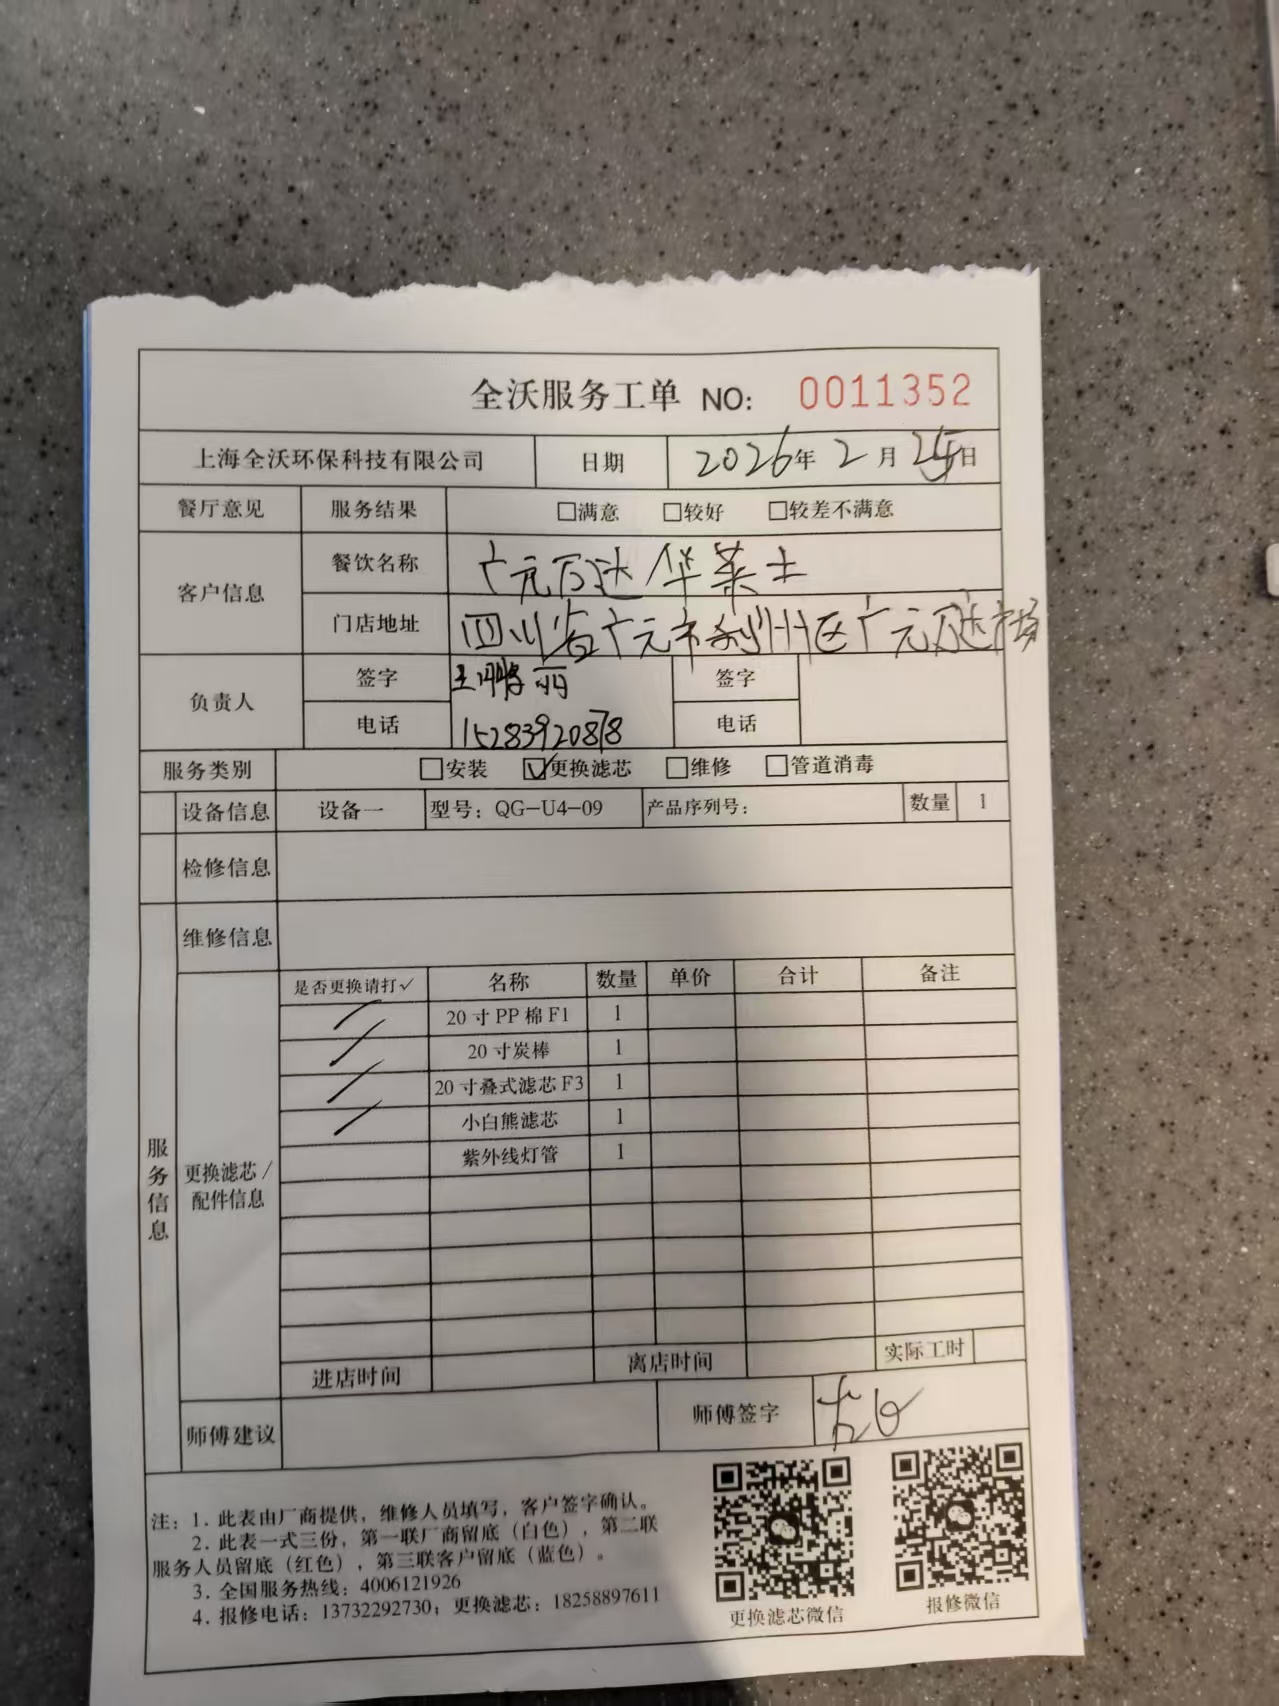 全沃服务工单 NO: 0011352
上海全沃环保科技有限公司 日期 2026年2月25日
餐厅意见 服务结果 □满意 □较好 □较差不满意
客户信息 餐饮名称 广元万达华莱士
门店地址 四川省广元市利州区广元万达广场
负责人 签字 王鹏丽 签字
电话 15283920878 电话
服务类别 □安装 ☑更换滤芯 □维修 □管道消毒
设备信息 设备一 型号：QG-U4-09 产品序列号： 数量 1
检修信息
维修信息
服务信息
更换滤芯/配件信息
是否更换请打✓ 名称 数量 单价 合计 备注
✓ 20寸PP棉F1 1
✓ 20寸炭棒 1
✓ 20寸叠式滤芯F3 1
✓ 小白熊滤芯 1
紫外线灯管 1
进店时间 离店时间 实际工时
师傅建议 师傅签字
注：1. 此表由厂商提供，维修人员填写，客户签字确认。
2. 此表一式三份，第一联厂商留底（白色），第二联
服务人员留底（红色），第三联客户留底（蓝色）。
3. 全国服务热线：4006121926
4. 报修电话：13732292730；更换滤芯：18258897611
更换滤芯微信 报修微信